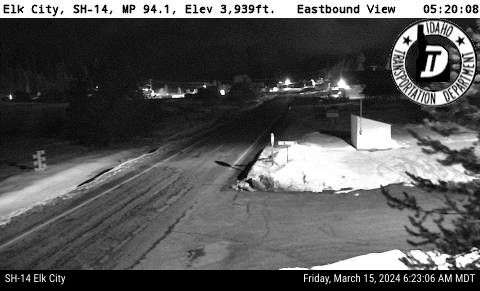 Elk City, SH-14, MP 94.1, Elev 3,939ft. Eastbound View 05:20:08
IDAHO
TRANSPORTATION DEPARTMENT
SH-14 Elk City Friday, March 15, 2024 6:23:06 AM MDT